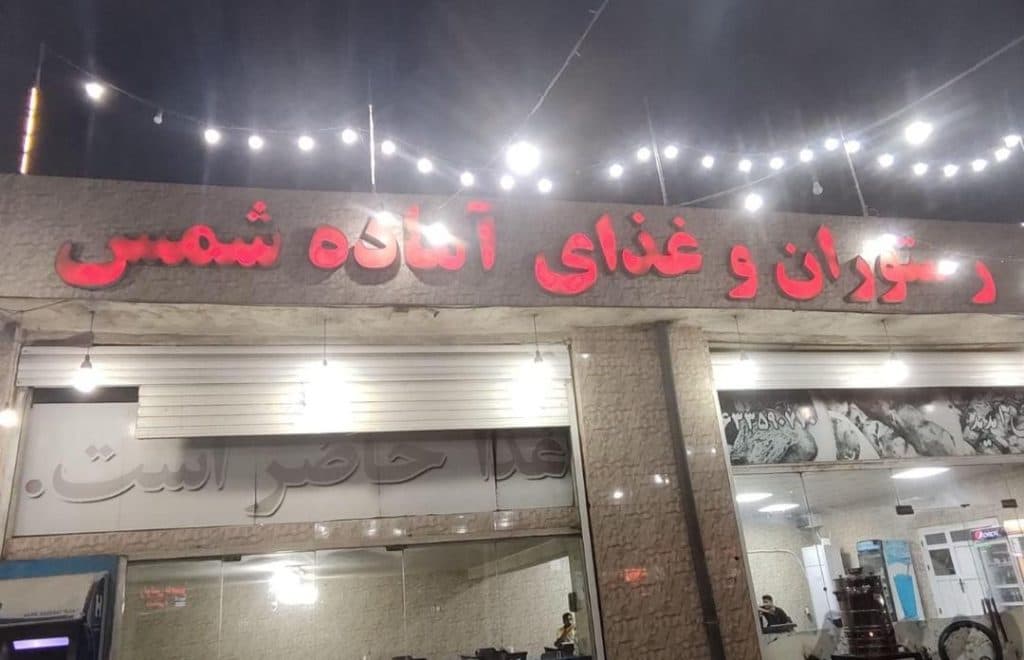 رستوران و غذای آماده شمس
غذا حاضر است.